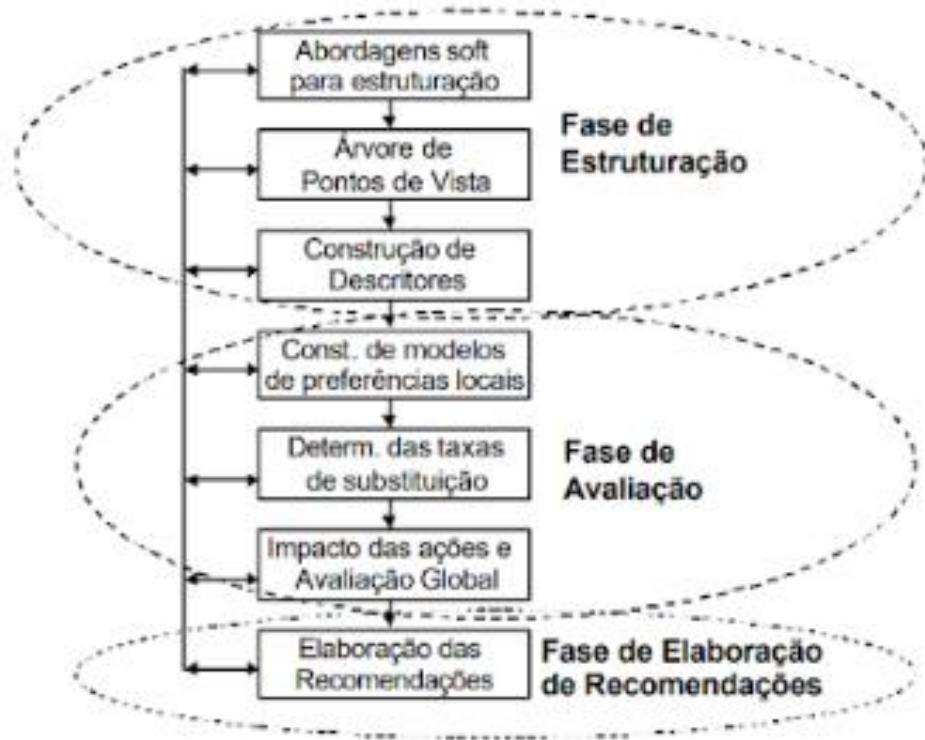 Abordagens soft
para estruturação
Fase de
Estruturação
Árvore de
Pontos de Vista
Construção de
Descritores
Const. de modelos
de preferências locais
Determ. das taxas
de substituição
Fase de
Avaliação
Impacto das ações e
Avaliação Global
Elaboração das
Recomendações
Fase de Elaboração
de Recomendações